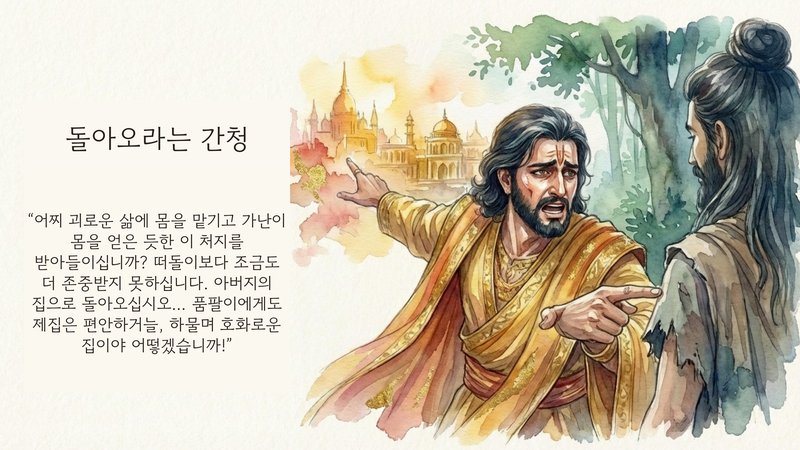 돌아오라는 간청
“어찌 괴로운 삶에 몸을 맡기고 가난이
몸을 얻은 듯한 이 처지를
받아들이십니까? 떠돌이보다 조금도
더 존중받지 못하십니다. 아버지의
집으로 돌아오십시오... 품팔이에게도
제집은 편안하거늘, 하물며 호화로운
집이야 어떻겠습니까!”